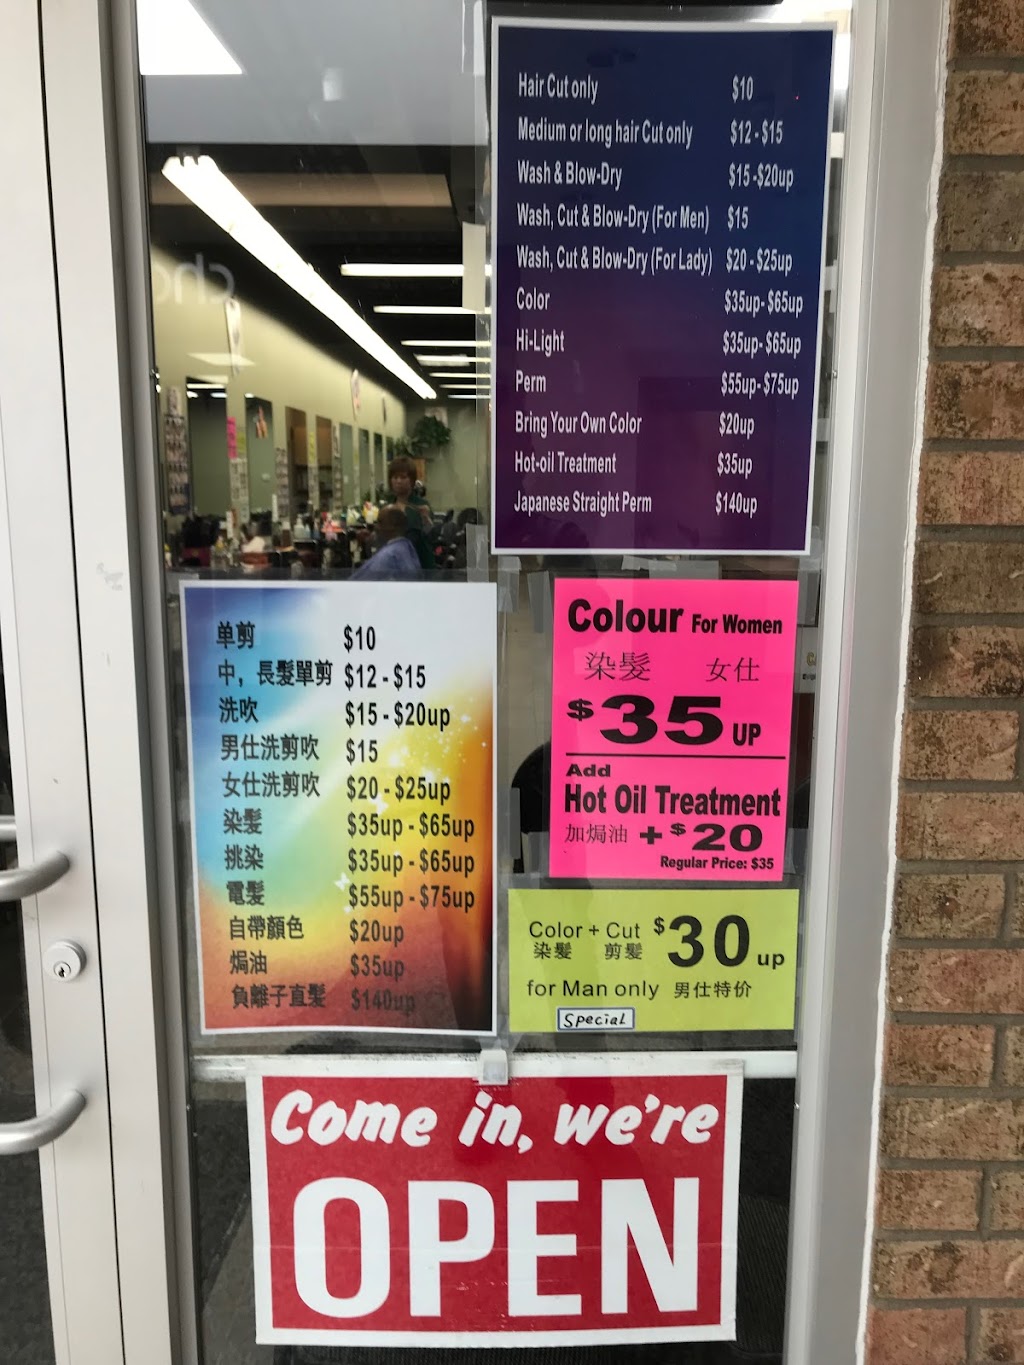 Hair Cut only $10
Medium or long hair Cut only $12 - $15
Wash & Blow-Dry $15 -$20up
Wash, Cut & Blow-Dry (For Men) $15
Wash, Cut & Blow-Dry (For Lady) $20 - $25up
Color $35up- $65up
Hi-Light $35up- $65up
Perm $55up- $75up
Bring Your Own Color $20up
Hot-oil Treatment $35up
Japanese Straight Perm $140up
单剪 $10
中，長髮單剪 $12 - $15
洗吹 $15 - $20up
男仕洗剪吹 $15
女仕洗剪吹 $20 - $25up
染髮 $35up - $65up
挑染 $35up - $65up
電髮 $55up - $75up
自帶顏色 $20up
焗油 $35up
負離子直髮 $140up
Colour For Women
染髮 女仕
$35 UP
Add
Hot Oil Treatment
加焗油 + $20
Regular Price: $35
Color + Cut $30 up
染髮 剪髮
for Man only 男仕特价
Special
Come in, we're
OPEN